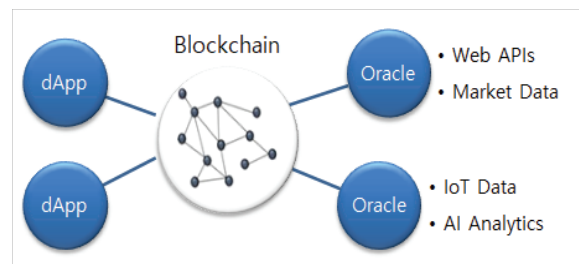 Blockchain
dApp
dApp
Oracle
• Web APIs
• Market Data
Oracle
• IoT Data
• AI Analytics